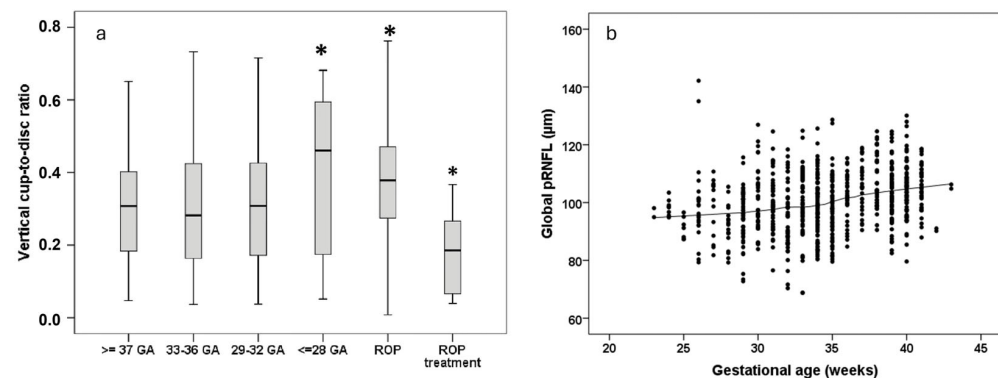 a
Vertical cup-to-disc ratio
0.8
0.6
0.4
0.2
0.0
* * *
>= 37 GA 33-36 GA 29-32 GA <=28 GA ROP ROP
treatment
b
Global pRNFL (µm)
160
140
120
100
80
60
20 25 30 35 40 45
Gestational age (weeks)